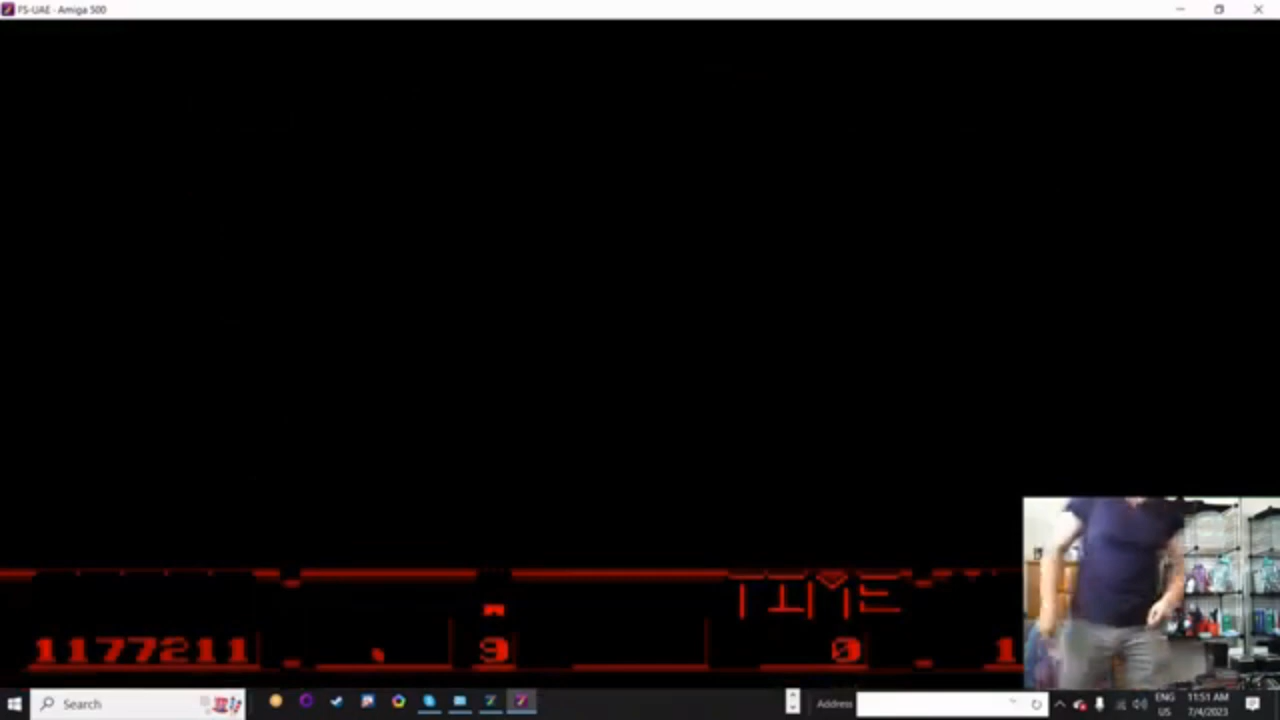 FS-UAE - Amiga 500
TIME
1177211
9
0
1
Search
Address
ENG
US
11:51 AM
7/4/2023